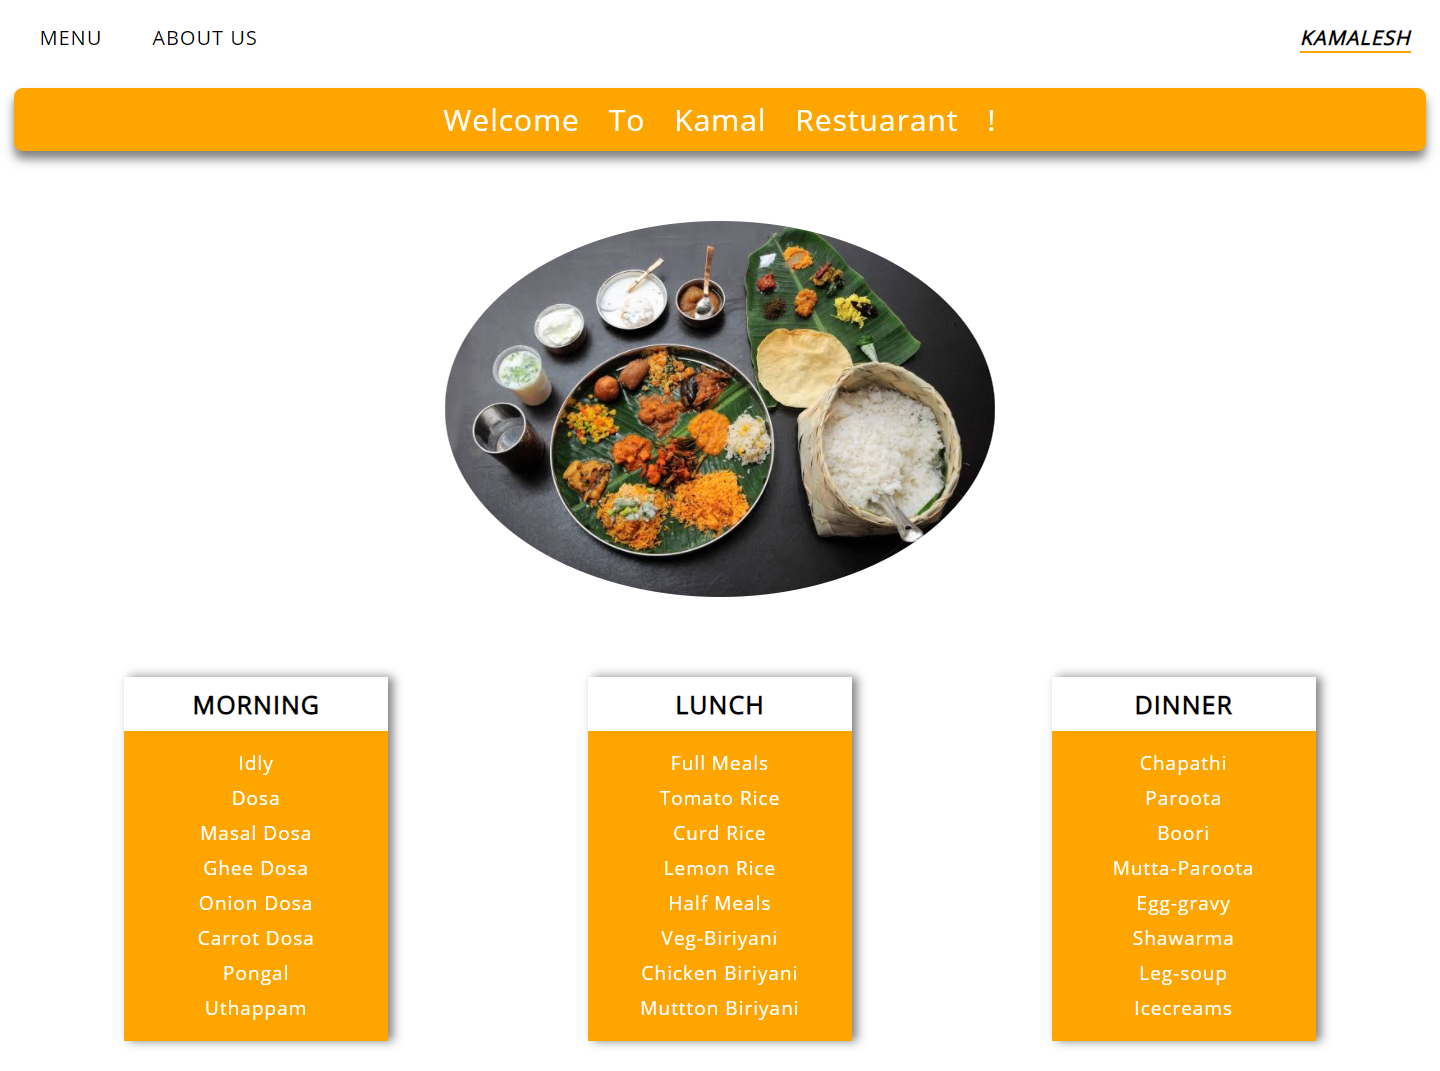 MENU ABOUT US KAMALESH
Welcome To Kamal Restuarant !
MORNING
Idly
Dosa
Masal Dosa
Ghee Dosa
Onion Dosa
Carrot Dosa
Pongal
Uthappam
LUNCH
Full Meals
Tomato Rice
Curd Rice
Lemon Rice
Half Meals
Veg-Biriyani
Chicken Biriyani
Muttton Biriyani
DINNER
Chapathi
Paroota
Boori
Mutta-Paroota
Egg-gravy
Shawarma
Leg-soup
Icecreams